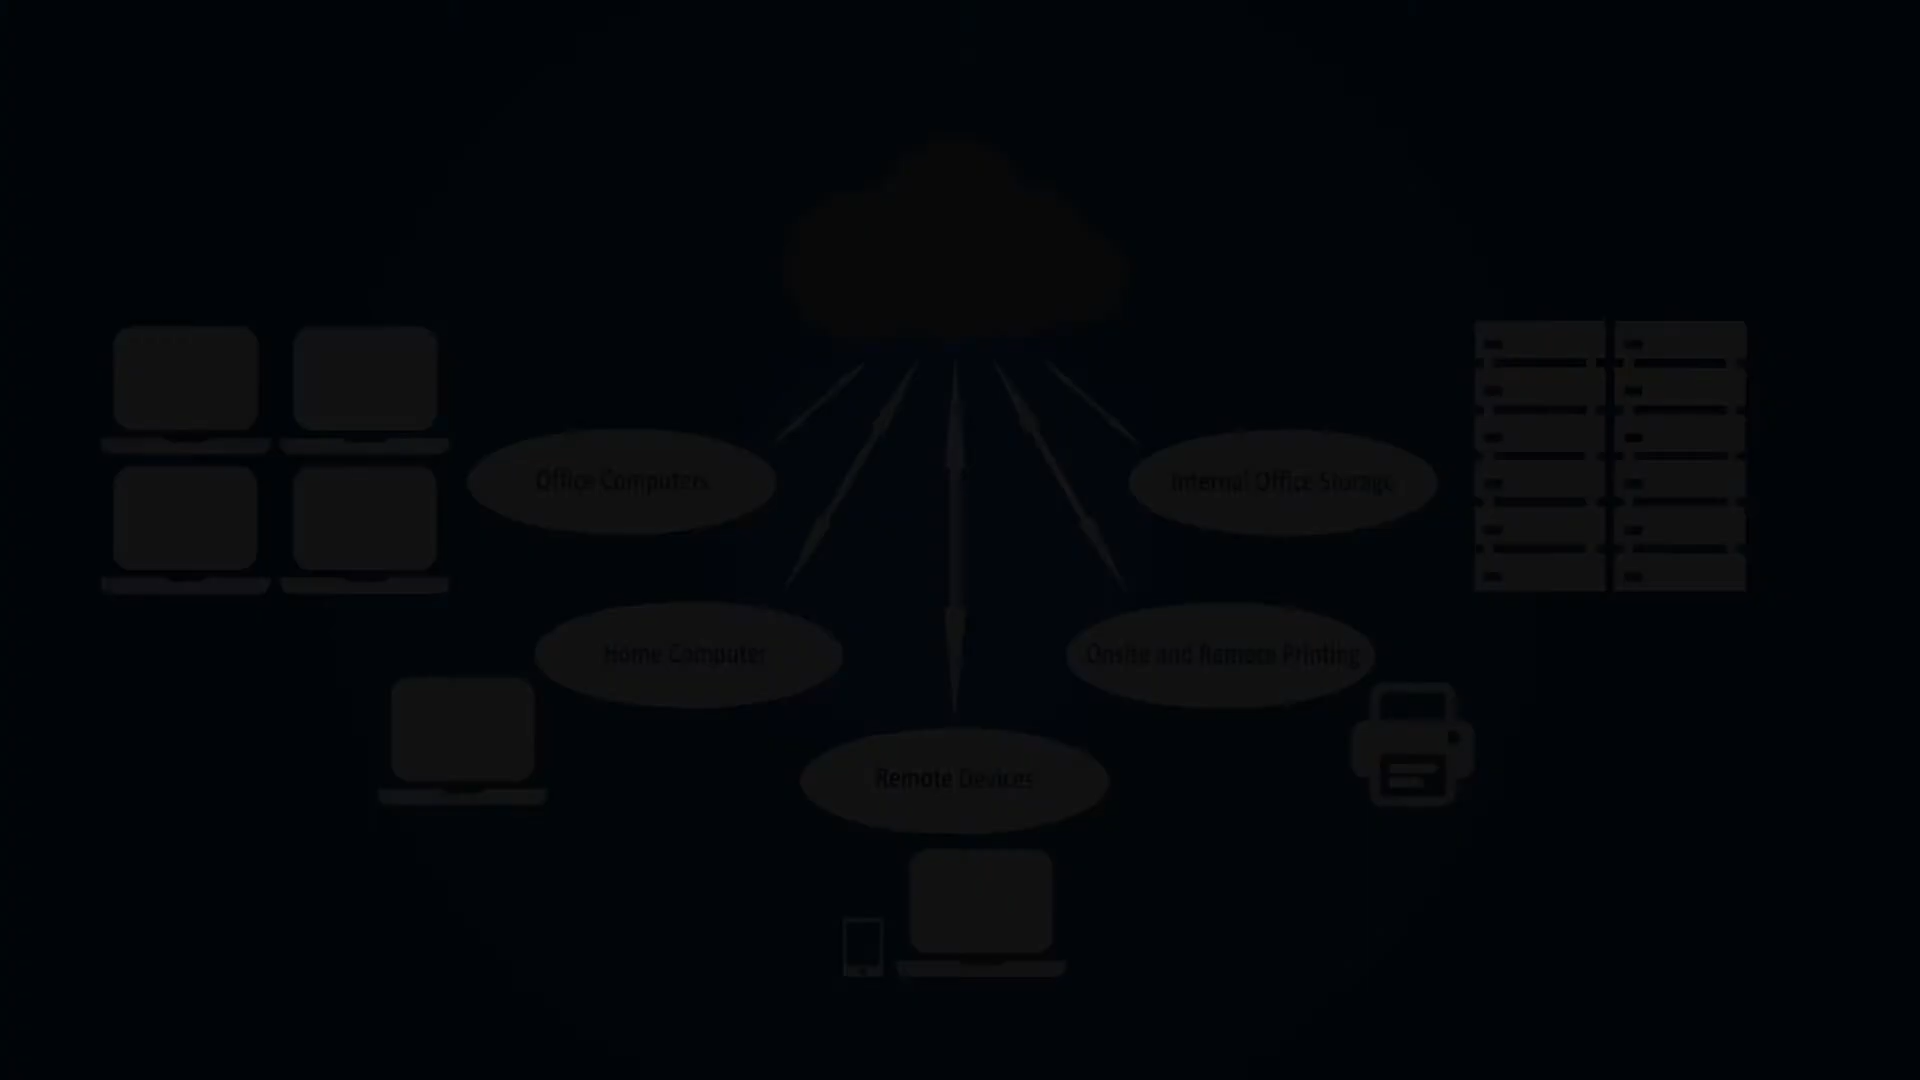 Office Computers
Internal Office Storage
Home Computer
Onsite and Remote Printing
Remote Devices